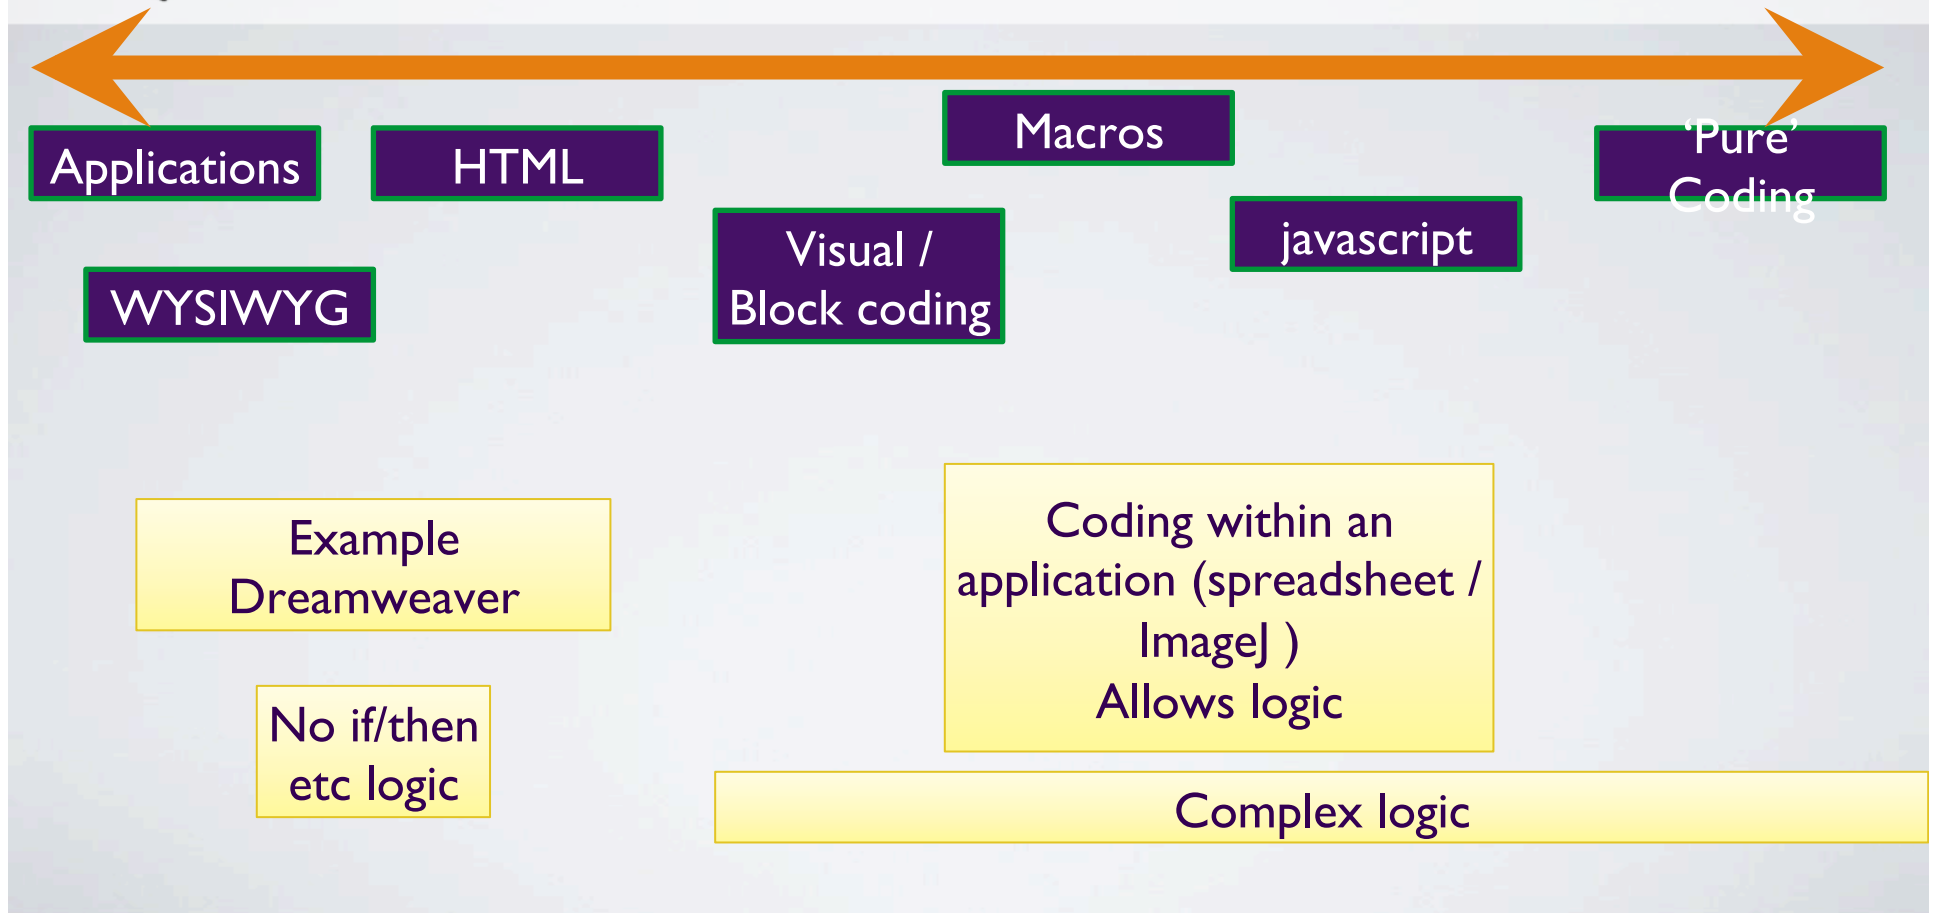 Applications
HTML
Macros
‘Pure’
Coding
WYSIWYG
Visual /
Block coding
javascript
Example
Dreamweaver
No if/then
etc logic
Coding within an
application (spreadsheet /
ImageJ )
Allows logic
Complex logic